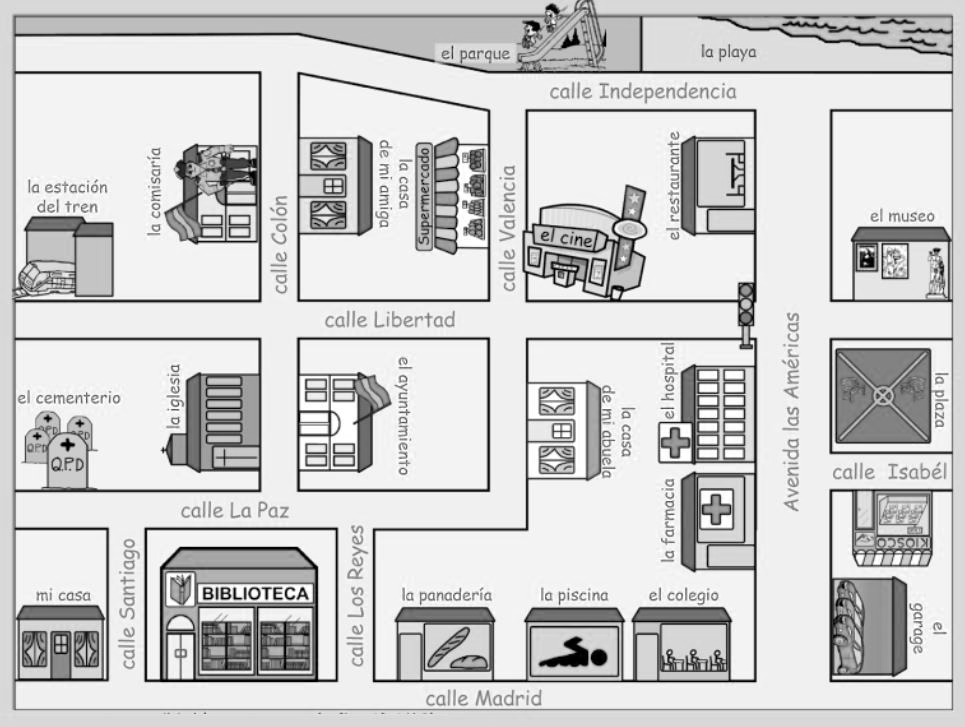 el parque
la playa
calle Independencia
la comisaría
la estación
del tren
calle Colón
la casa
de mi amiga
Supermercado
calle Valencia
el cine
el restaurante
el museo
calle Libertad
Avenida las Américas
el cementerio
Q.P.D
Q.P.D
Q.P.D
la iglesia
el ayuntamiento
la casa
de mi abuela
el hospital
la plaza
calle Isabél
calle La Paz
la farmacia
KIOSCO
mi casa
calle Santiago
BIBLIOTECA
calle Los Reyes
la panadería
la piscina
el colegio
el
garage
calle Madrid